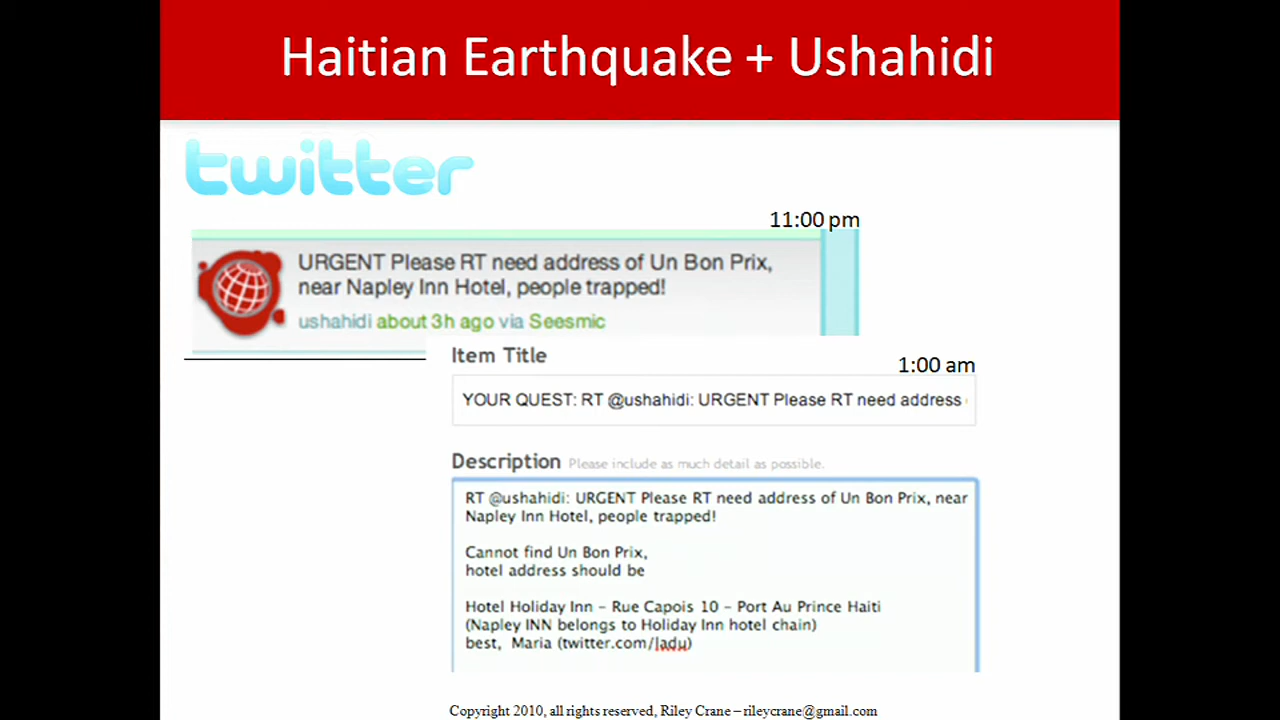 Haitian Earthquake + Ushahidi
twitter
11:00 pm
URGENT Please RT need address of Un Bon Prix,
near Napley Inn Hotel, people trapped!
ushahidi about 3h ago via Seesmic
Item Title
1:00 am
YOUR QUEST: RT @ushahidi: URGENT Please RT need address
Description Please include as much detail as possible.
RT @ushahidi: URGENT Please RT need address of Un Bon Prix, near
Napley Inn Hotel, people trapped!
Cannot find Un Bon Prix,
hotel address should be
Hotel Holiday Inn – Rue Capois 10 – Port Au Prince Haiti
(Napley INN belongs to Holiday Inn hotel chain)
best, Maria (twitter.com/ladu)
Copyright 2010, all rights reserved, Riley Crane – rileycrane@gmail.com